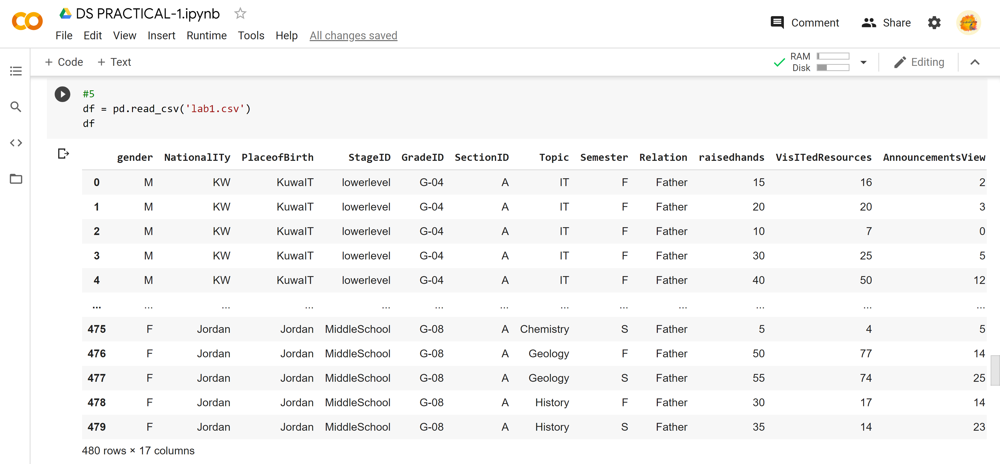 DS PRACTICAL-1.ipynb
File Edit View Insert Runtime Tools Help All changes saved
Comment Share
+ Code + Text
RAM
Disk
Editing
#5
df = pd.read_csv('lab1.csv')
df
gender NationalITy PlaceofBirth StageID GradeID SectionID Topic Semester Relation raisedhands VisITedResources AnnouncementsView
0 M KW KuwaIT lowerlevel G-04 A IT F Father 15 16 2
1 M KW KuwaIT lowerlevel G-04 A IT F Father 20 20 3
2 M KW KuwaIT lowerlevel G-04 A IT F Father 10 7 0
3 M KW KuwaIT lowerlevel G-04 A IT F Father 30 25 5
4 M KW KuwaIT lowerlevel G-04 A IT F Father 40 50 12
... ... ... ... ... ... ... ... ... ... ... ... ...
475 F Jordan Jordan MiddleSchool G-08 A Chemistry S Father 5 4 5
476 F Jordan Jordan MiddleSchool G-08 A Geology F Father 50 77 14
477 F Jordan Jordan MiddleSchool G-08 A Geology S Father 55 74 25
478 F Jordan Jordan MiddleSchool G-08 A History F Father 30 17 14
479 F Jordan Jordan MiddleSchool G-08 A History S Father 35 14 23
480 rows × 17 columns